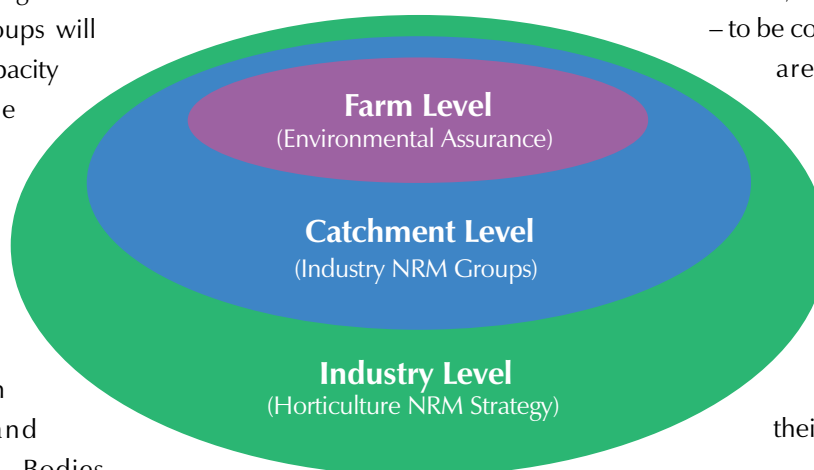 oups will
– to be co
pacity
are
e
Farm Level
(Environmental Assurance)
Catchment Level
(Industry NRM Groups)
Industry Level
(Horticulture NRM Strategy)
and
thei
Bodies